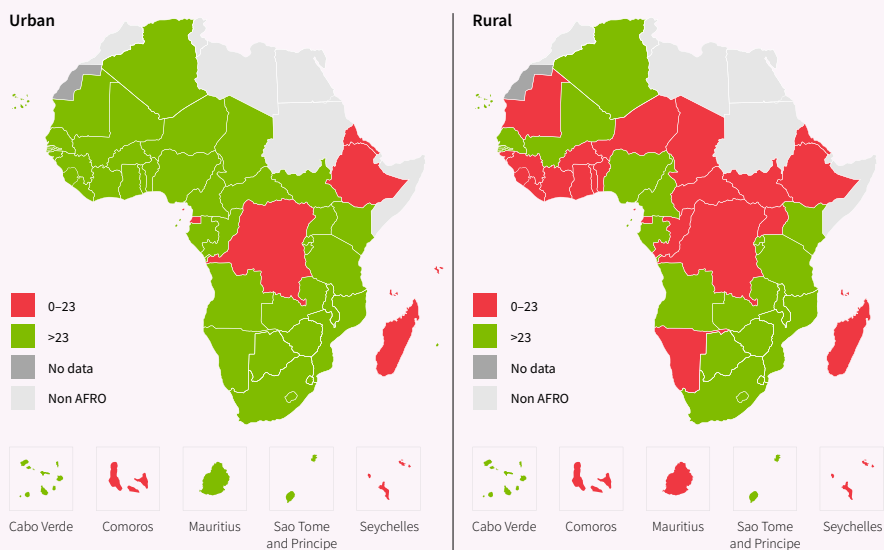 Urban
0–23
>23
No data
Non AFRO
Cabo Verde
Comoros
Mauritius
Sao Tome
and Principe
Seychelles
Rural
0–23
>23
No data
Non AFRO
Cabo Verde
Comoros
Mauritius
Sao Tome
and Principe
Seychelles